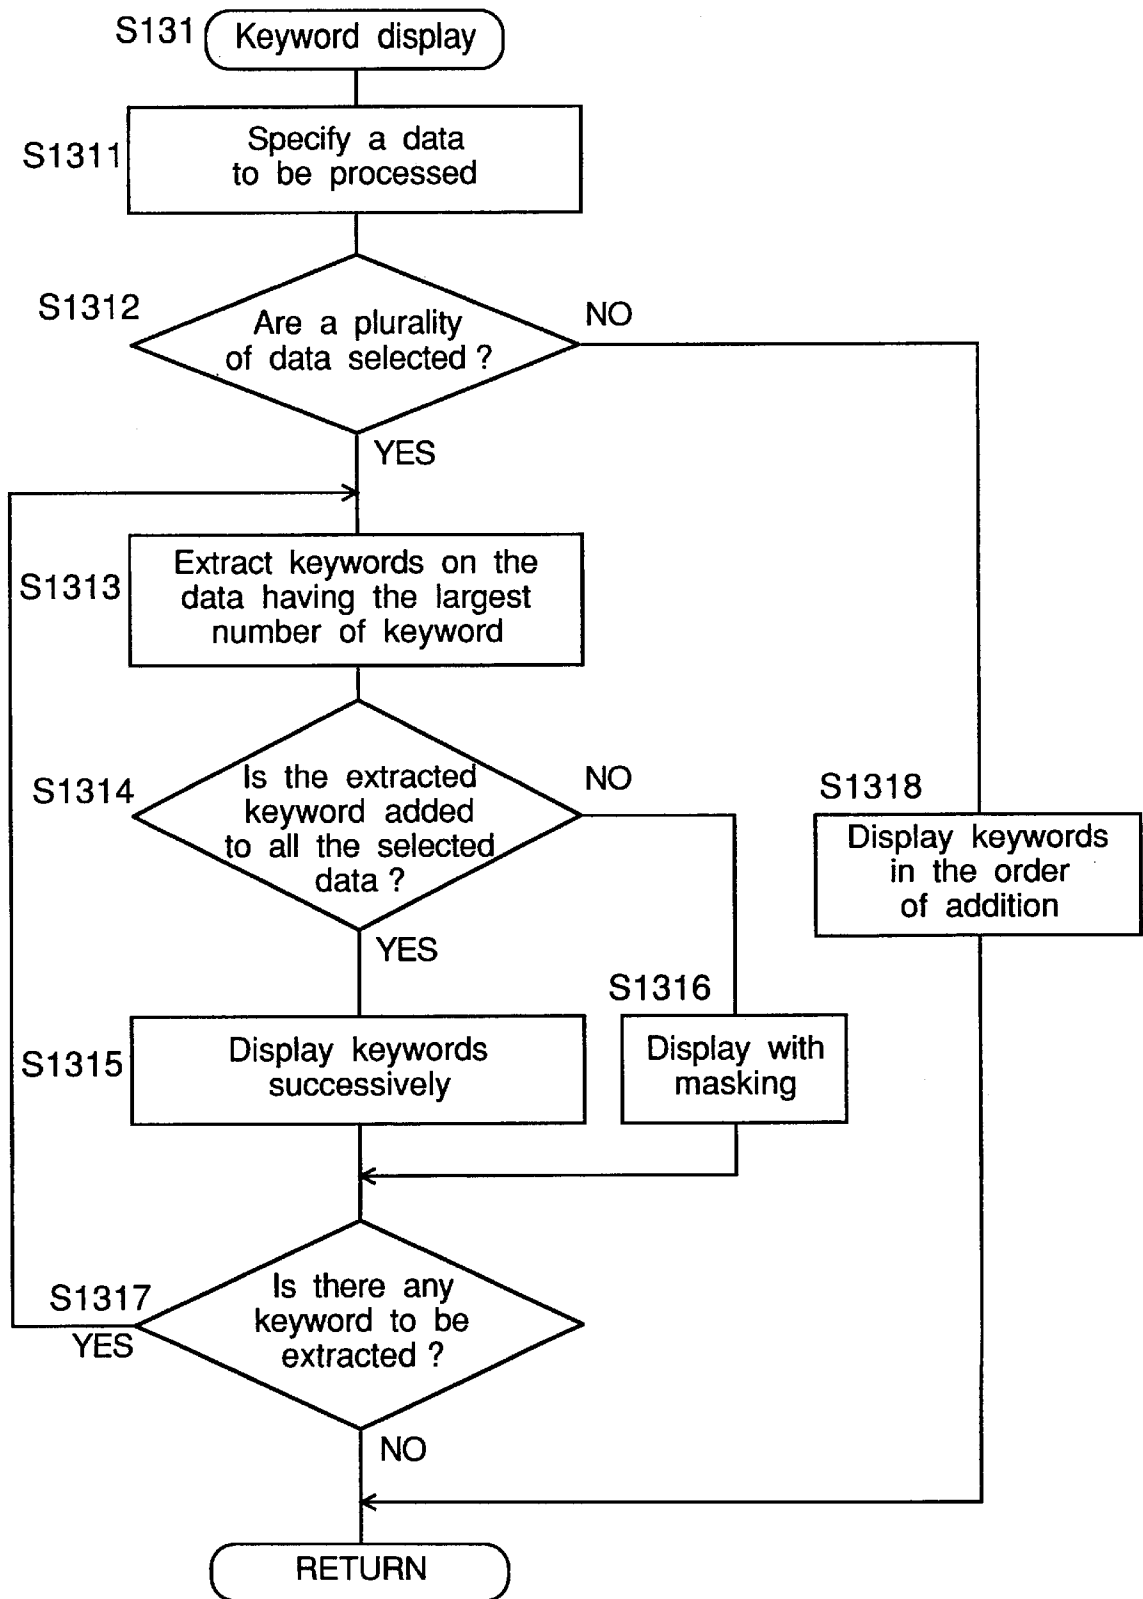 S131
Keyword display
S1311
Specify a data
to be processed
S1312
Are a plurality
of data selected ?
NO
YES
S1313
Extract keywords on the
data having the largest
number of keyword
S1314
Is the extracted
keyword added
to all the selected
data ?
NO
YES
S1318
Display keywords
in the order
of addition
S1315
Display keywords
successively
S1316
Display with
masking
S1317
Is there any
keyword to be
extracted ?
YES
NO
RETURN